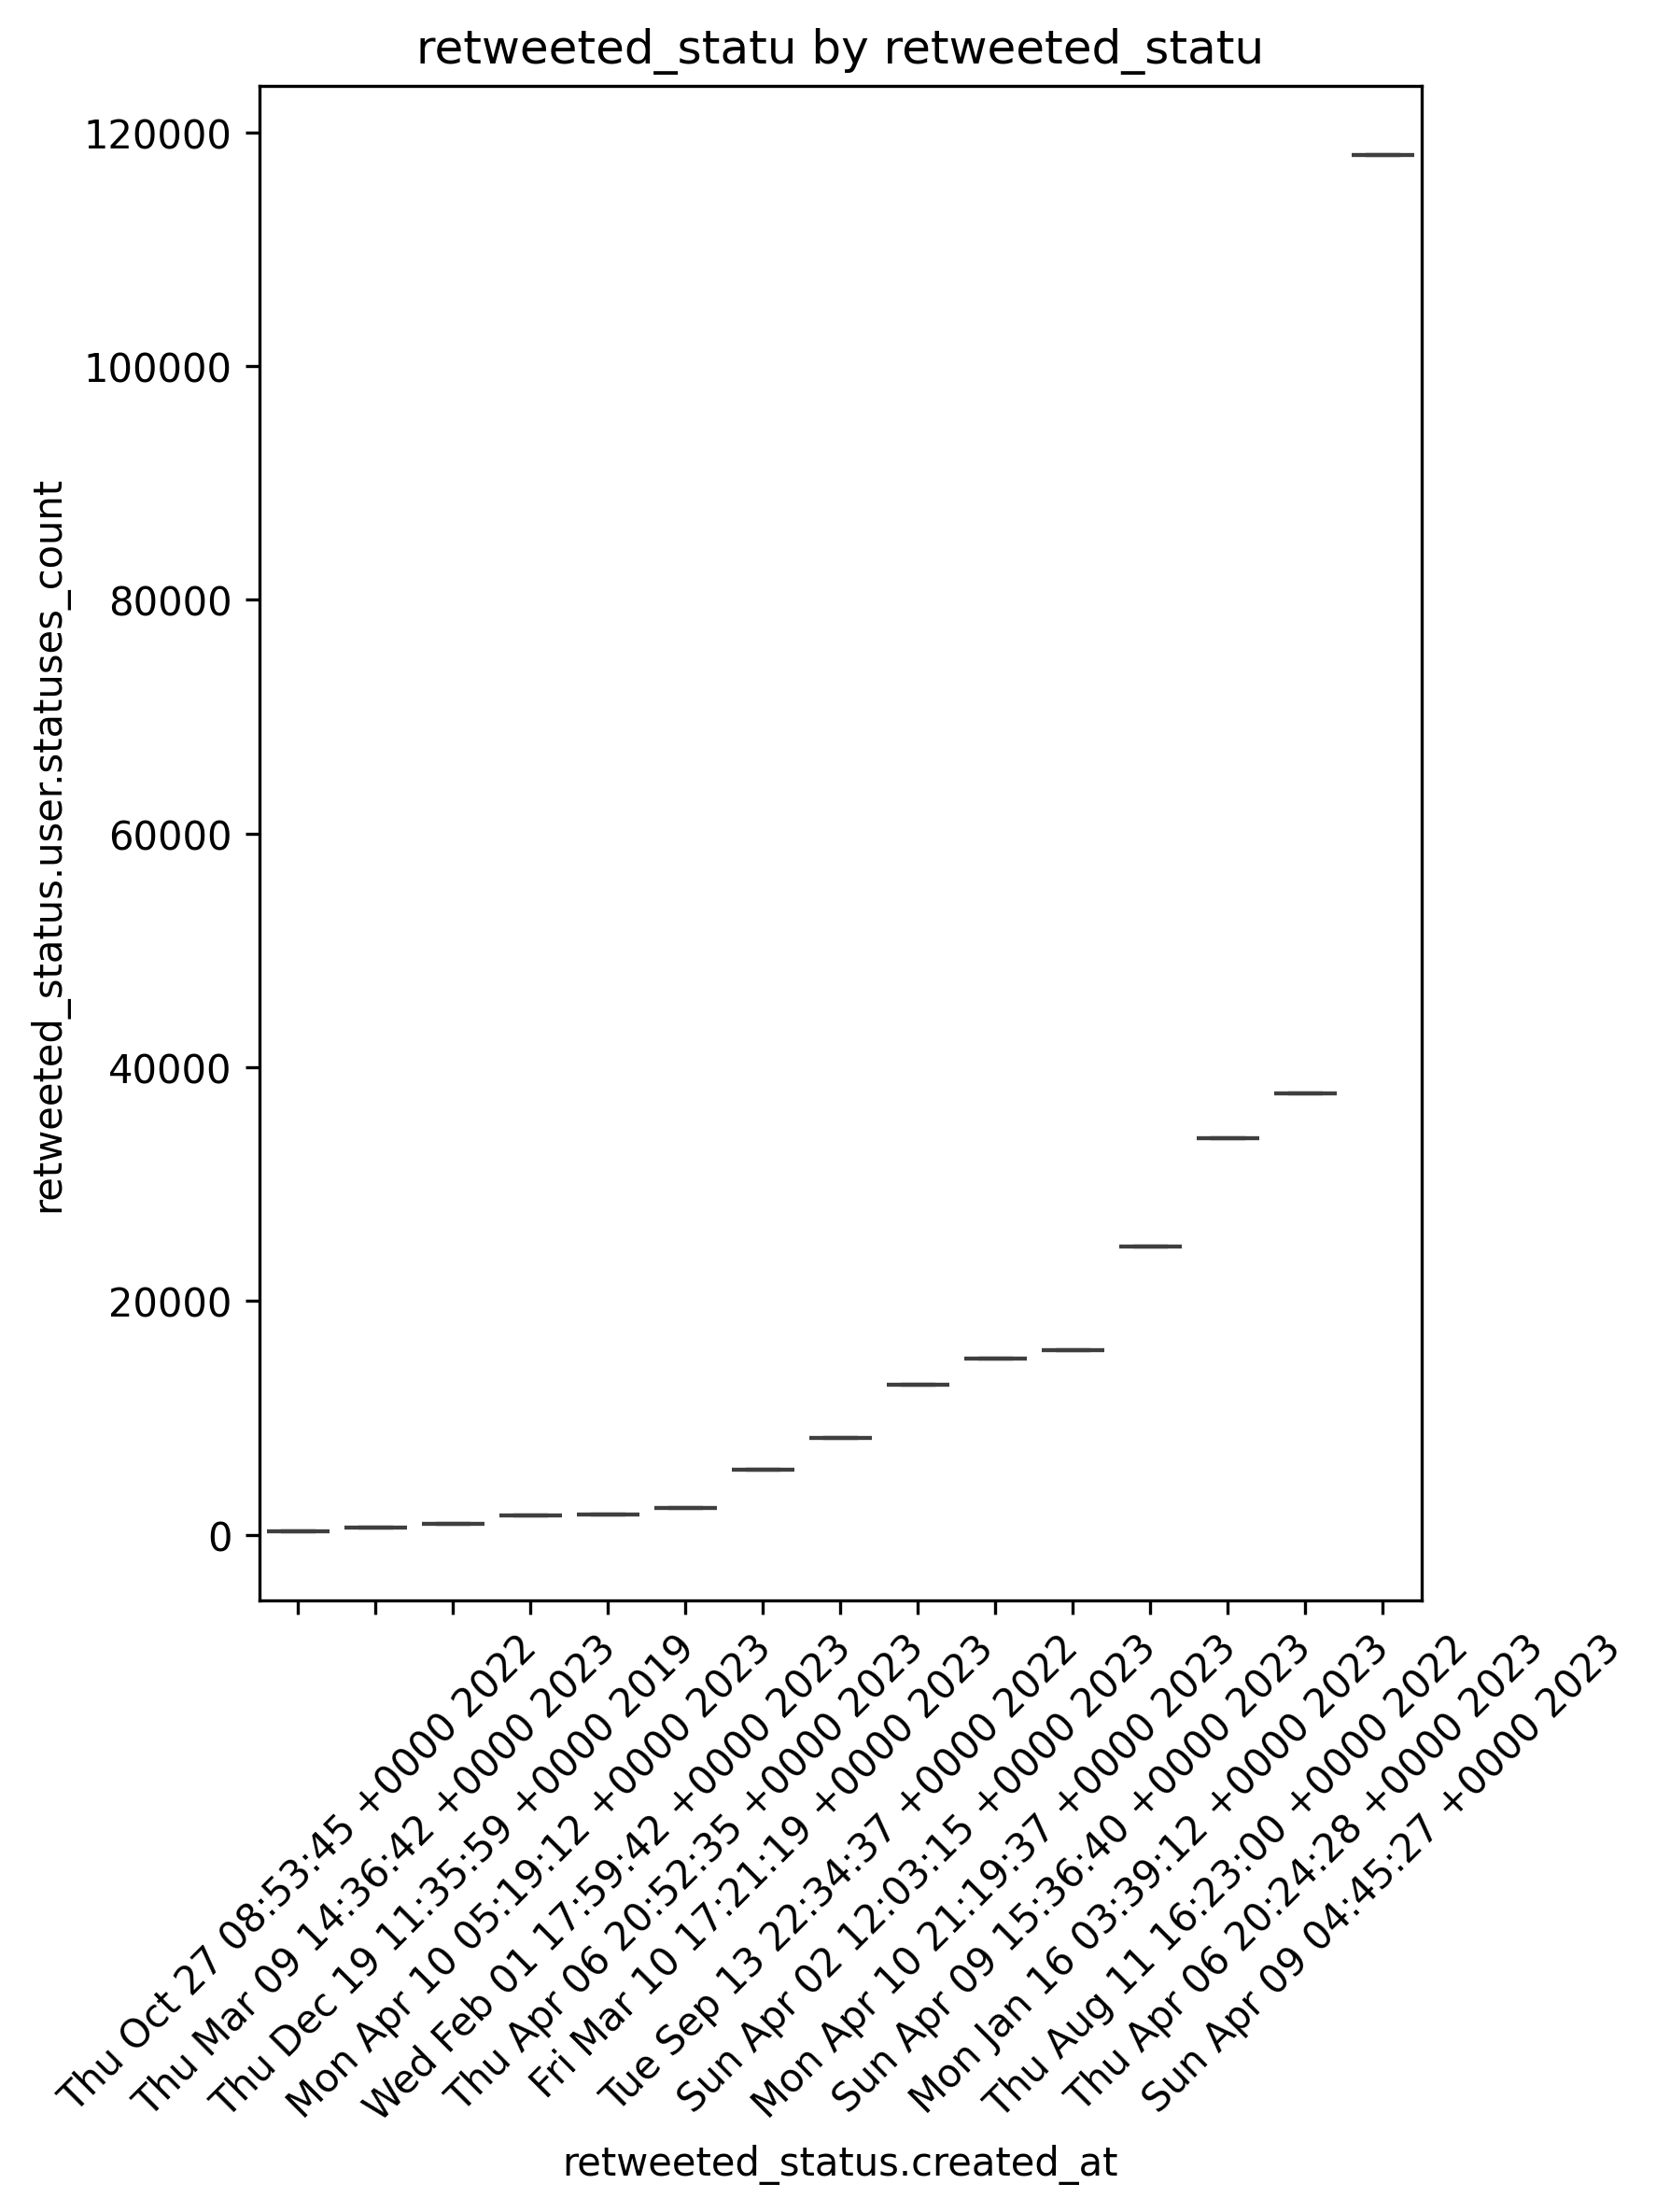 retweeted_statu by retweeted_statu
120000
100000
80000
60000
40000
20000
0
retweeted_status.user.statuses_count
Thu Oct 27 08:53:45 +0000 2022
Thu Mar 09 14:36:42 +0000 2023
Thu Dec 19 11:35:59 +0000 2019
Mon Apr 10 05:19:12 +0000 2023
Wed Feb 01 17:59:42 +0000 2023
Thu Apr 06 20:52:35 +0000 2023
Fri Mar 10 17:21:19 +0000 2023
Tue Sep 13 22:34:37 +0000 2022
Sun Apr 02 12:03:15 +0000 2023
Mon Apr 10 21:19:37 +0000 2023
Sun Apr 09 15:36:40 +0000 2023
Mon Jan 16 03:39:12 +0000 2023
Thu Aug 11 16:23:00 +0000 2022
Thu Apr 06 20:24:28 +0000 2023
Sun Apr 09 04:45:27 +0000 2023
retweeted_status.created_at